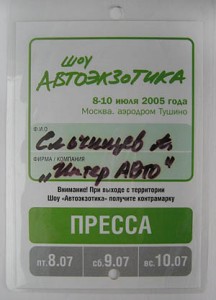 ШОУ
АВТОЭКЗОТИКА
8-10 июля 2005 года
Москва, аэродром Тушино
Ф.И.О
А.
ФИРМА / КОМПАНИЯ
"Интер АВТО"
Внимание! При выходе с территории
Шоу «Автоэкзотика» получите контрамарку
ПРЕССА
пт. 8.07 сб. 9.07 вс. 10.07